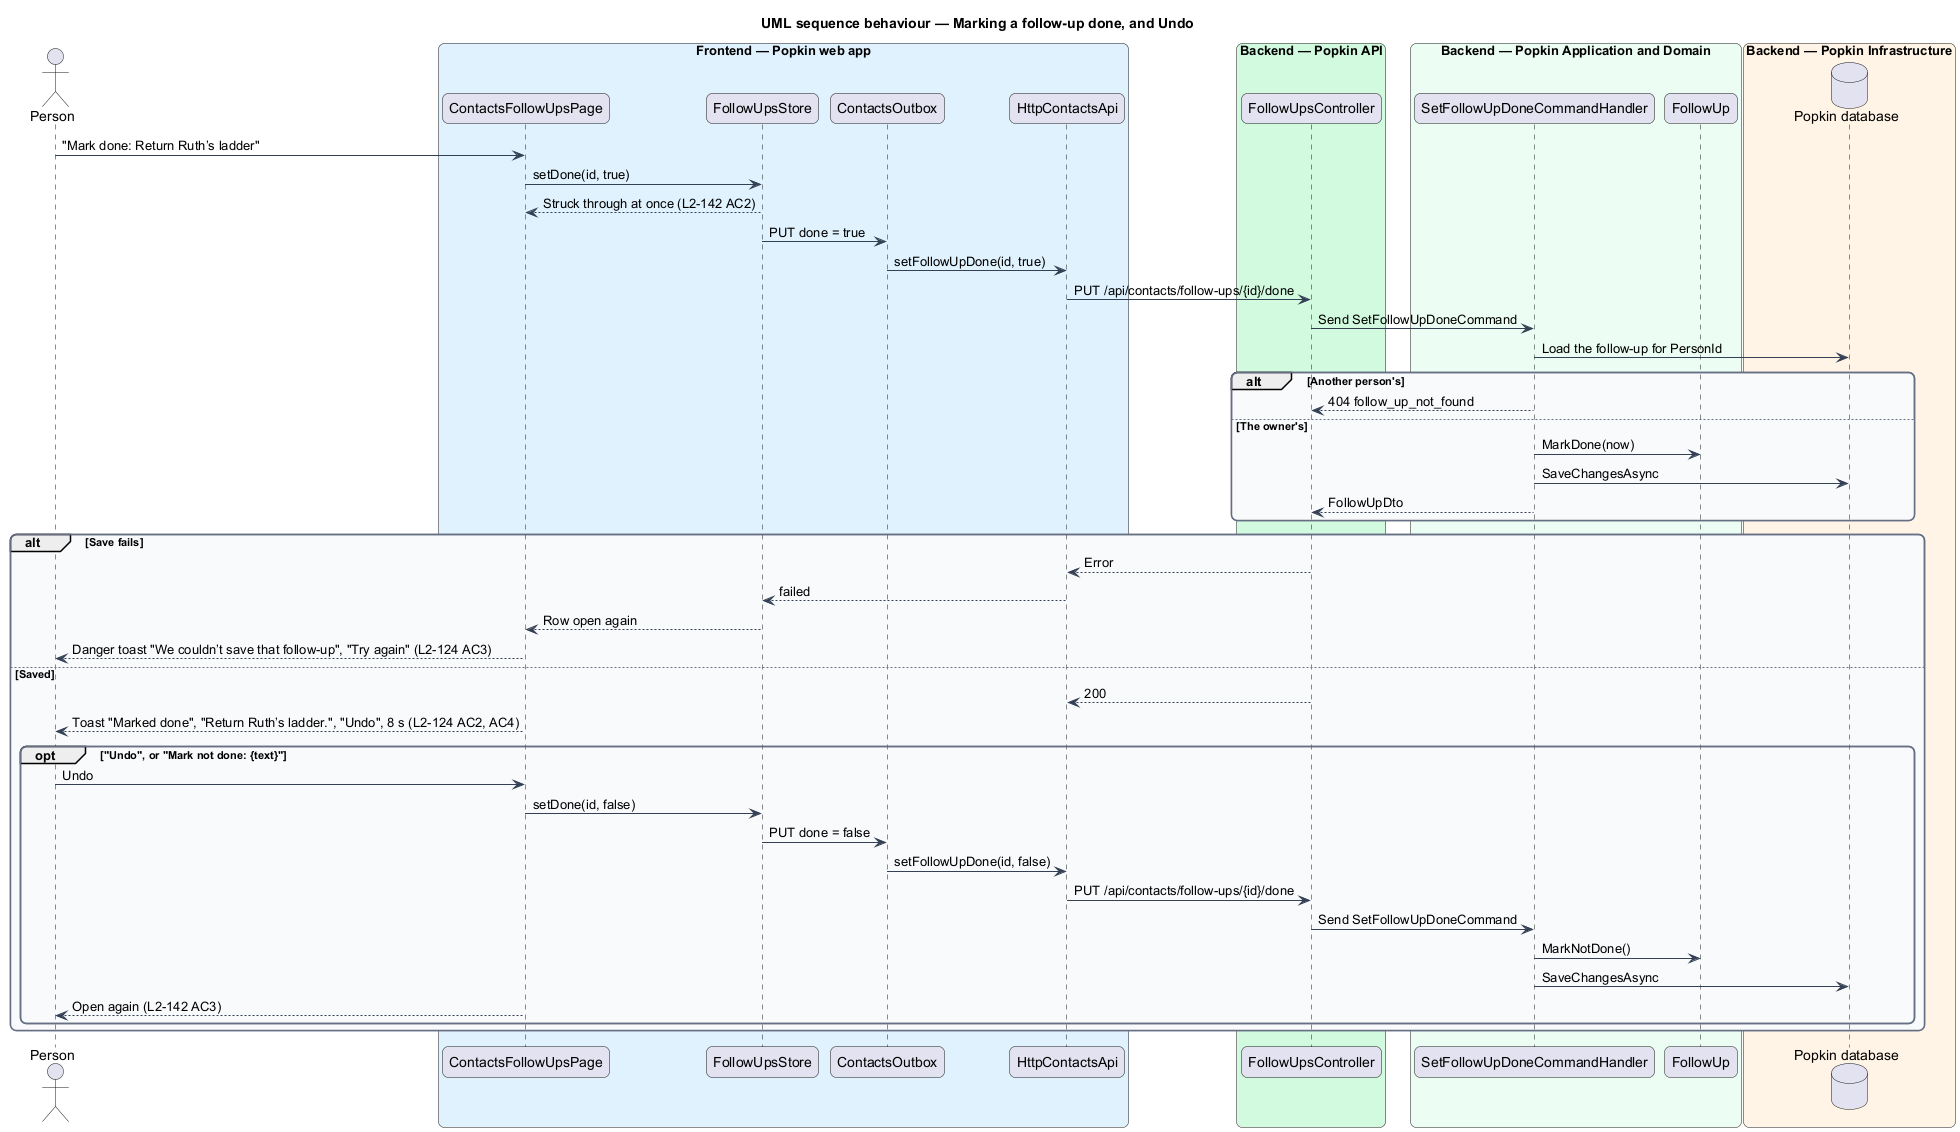 UML sequence behaviour — Marking a follow-up done, and Undo
Frontend — Popkin web app
Backend — Popkin API
Backend — Popkin Application and Domain
Backend — Popkin Infrastructure
Person
ContactsFollowUpsPage
FollowUpsStore
ContactsOutbox
HttpContactsApi
FollowUpsController
SetFollowUpDoneCommandHandler
FollowUp
Popkin database
"Mark done: Return Ruth’s ladder"
setDone(id, true)
Struck through at once (L2-142 AC2)
PUT done = true
setFollowUpDone(id, true)
PUT /api/contacts/follow-ups/{id}/done
Send SetFollowUpDoneCommand
Load the follow-up for PersonId
alt
[Another person's]
404 follow_up_not_found
[The owner's]
MarkDone(now)
SaveChangesAsync
FollowUpDto
alt
[Save fails]
Error
failed
Row open again
Danger toast "We couldn’t save that follow-up", "Try again" (L2-124 AC3)
[Saved]
200
Toast "Marked done", "Return Ruth’s ladder.", "Undo", 8 s (L2-124 AC2, AC4)
opt
["Undo", or "Mark not done: {text}"]
Undo
setDone(id, false)
PUT done = false
setFollowUpDone(id, false)
PUT /api/contacts/follow-ups/{id}/done
Send SetFollowUpDoneCommand
MarkNotDone()
SaveChangesAsync
Open again (L2-142 AC3)
Person
ContactsFollowUpsPage
FollowUpsStore
ContactsOutbox
HttpContactsApi
FollowUpsController
SetFollowUpDoneCommandHandler
FollowUp
Popkin database